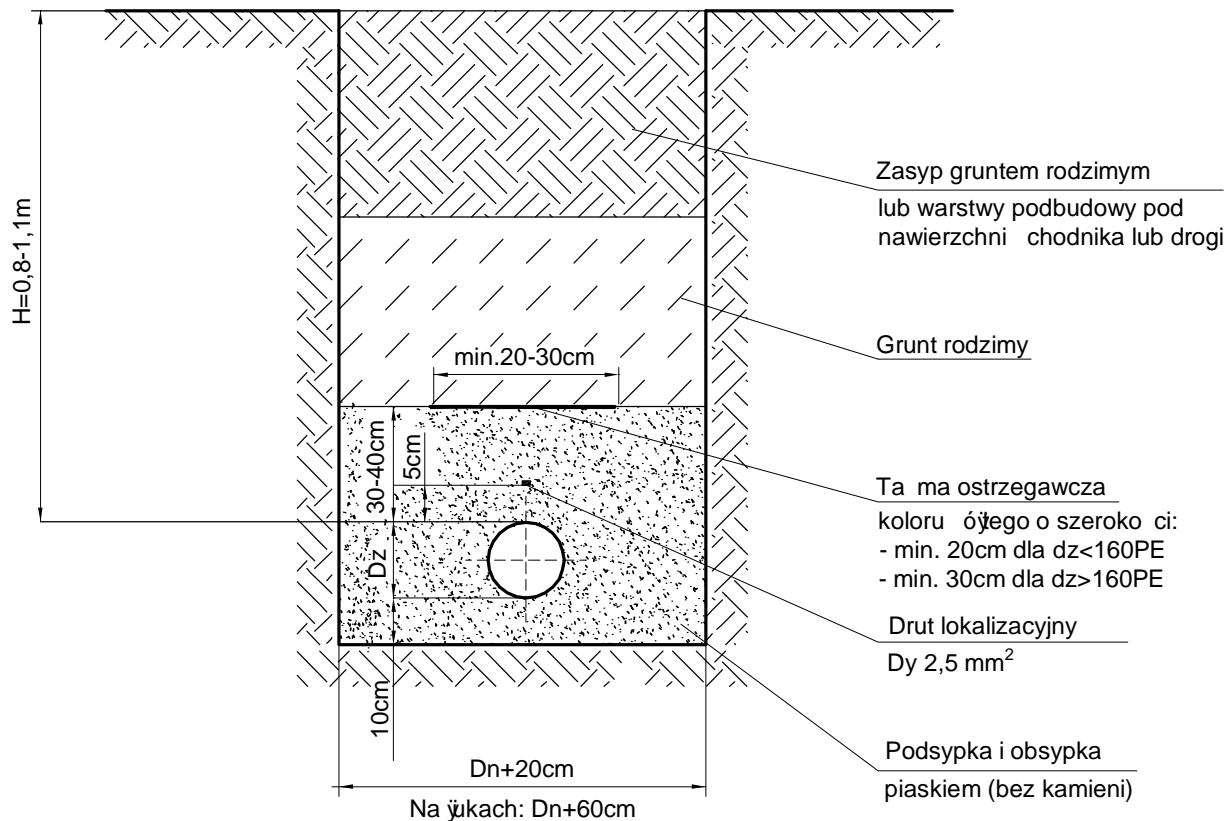 Zasyp gruntem rodzimym
lub warstwy podbudowy pod
nawierzchni chodnika lub drogi
H=0,8-1,1m
Grunt rodzimy
min.20-30cm
30-40cm
5cm
Ta ma ostrzegawcza
koloru óýtego o szeroko ci:
- min. 20cm dla dz<160PE
- min. 30cm dla dz>160PE
Dz
Drut lokalizacyjny
Dy 2,5 mm²
10cm
Podsypka i obsypka
piaskiem (bez kamieni)
Dn+20cm
Na ýukach: Dn+60cm